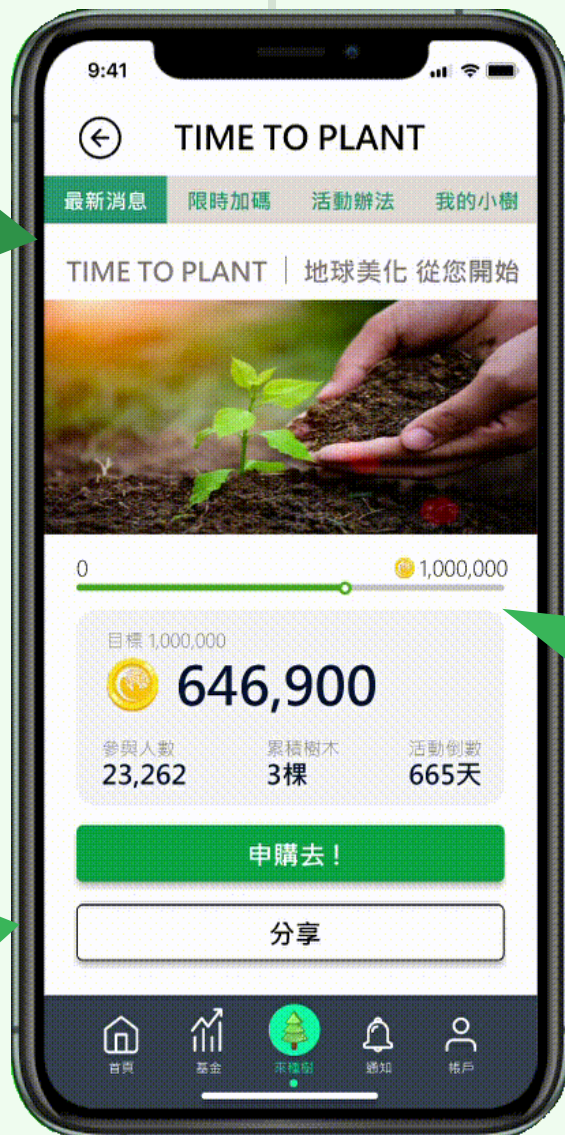 9:41
TIME TO PLANT
最新消息 限時加碼 活動辦法 我的小樹
TIME TO PLANT｜地球美化 從您開始
0 1,000,000
目標 1,000,000
646,900
參與人數 累積樹木 活動倒數
23,262 3棵 665天
申購去！
分享
首頁 基金 來種樹 通知 帳戶